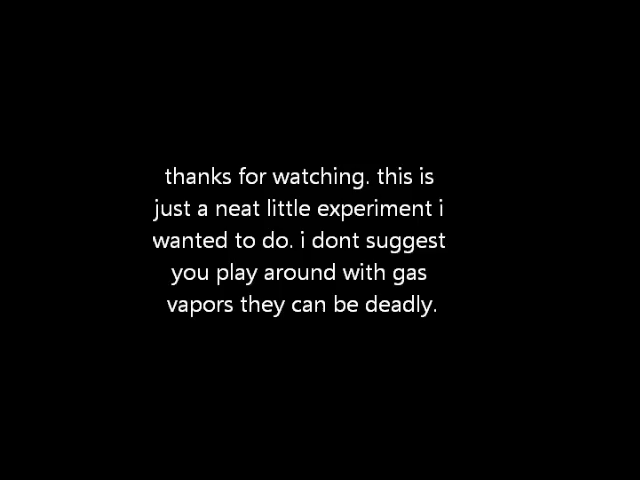 thanks for watching. this is
just a neat little experiment i
wanted to do. i dont suggest
you play around with gas
vapors they can be deadly.